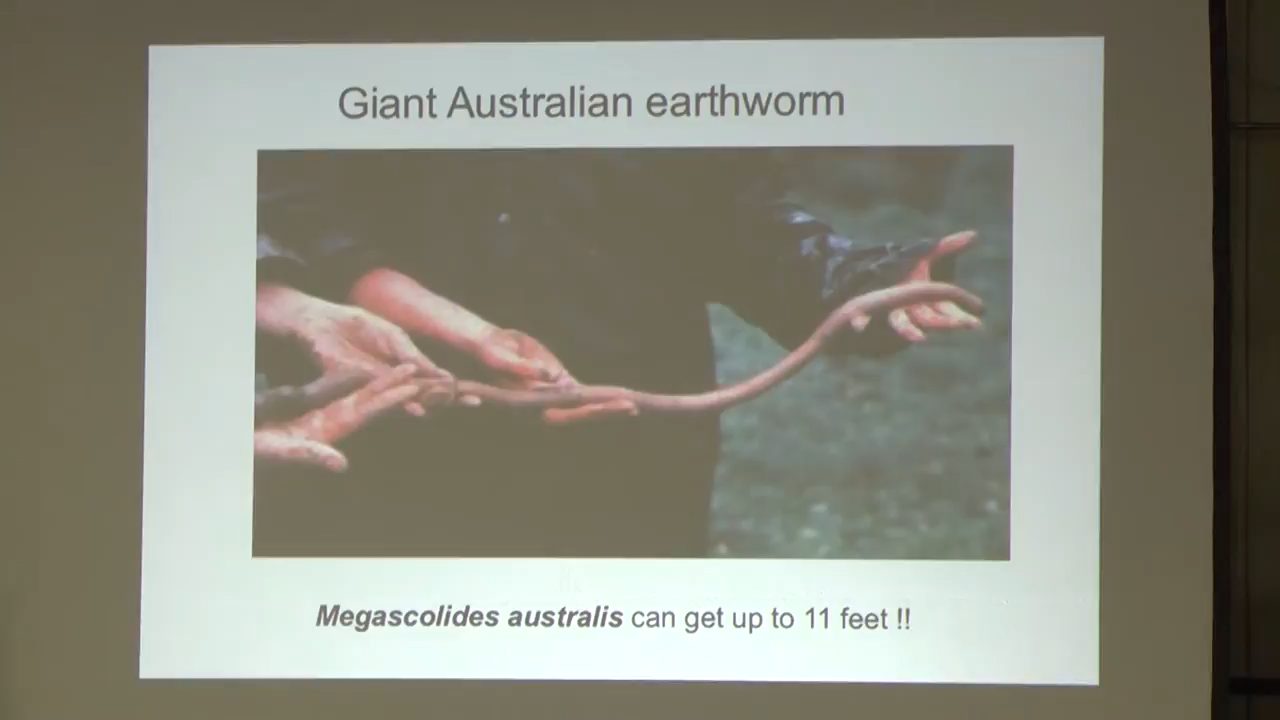 Giant Australian earthworm
Megascolides australis can get up to 11 feet !!